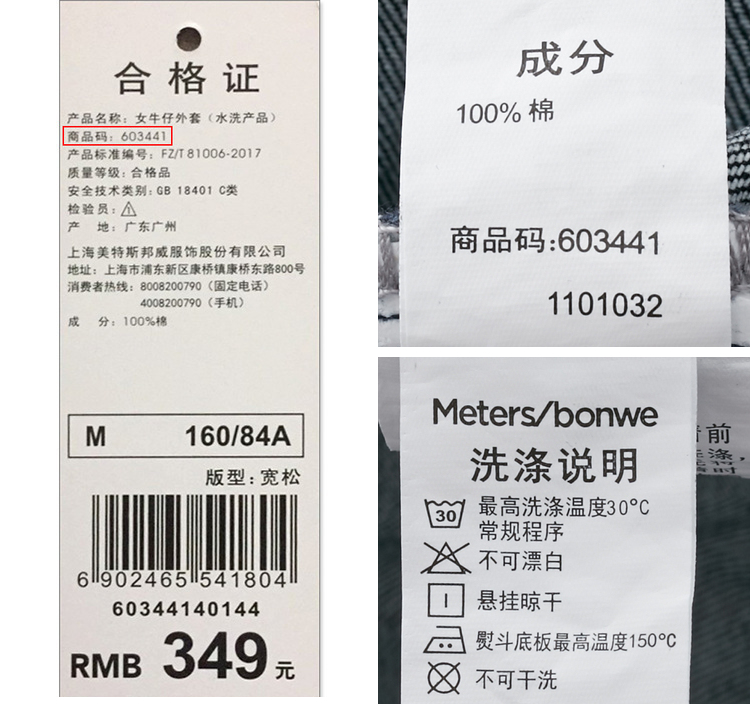 合格证
产品名称：女牛仔外套（水洗产品）
商品码：603441
产品标准编号：FZ/T 81006-2017
质量等级：合格品
安全技术类别：GB 18401 C类
检验员：
产 地：广东广州
上海美特斯邦威服饰股份有限公司
地址：上海市浦东新区康桥镇康桥东路800号
消费者热线：8008200790（固定电话）
4008200790（手机）
成 分：100%棉
M 160/84A
版型：宽松
6 902465 541804
60344140144
RMB 349元
成分
100% 棉
商品码:603441
1101032
Meters/bonwe
洗涤说明
30 最高洗涤温度30°C
常规程序
不可漂白
悬挂晾干
熨斗底板最高温度150°C
不可干洗
前
涤，